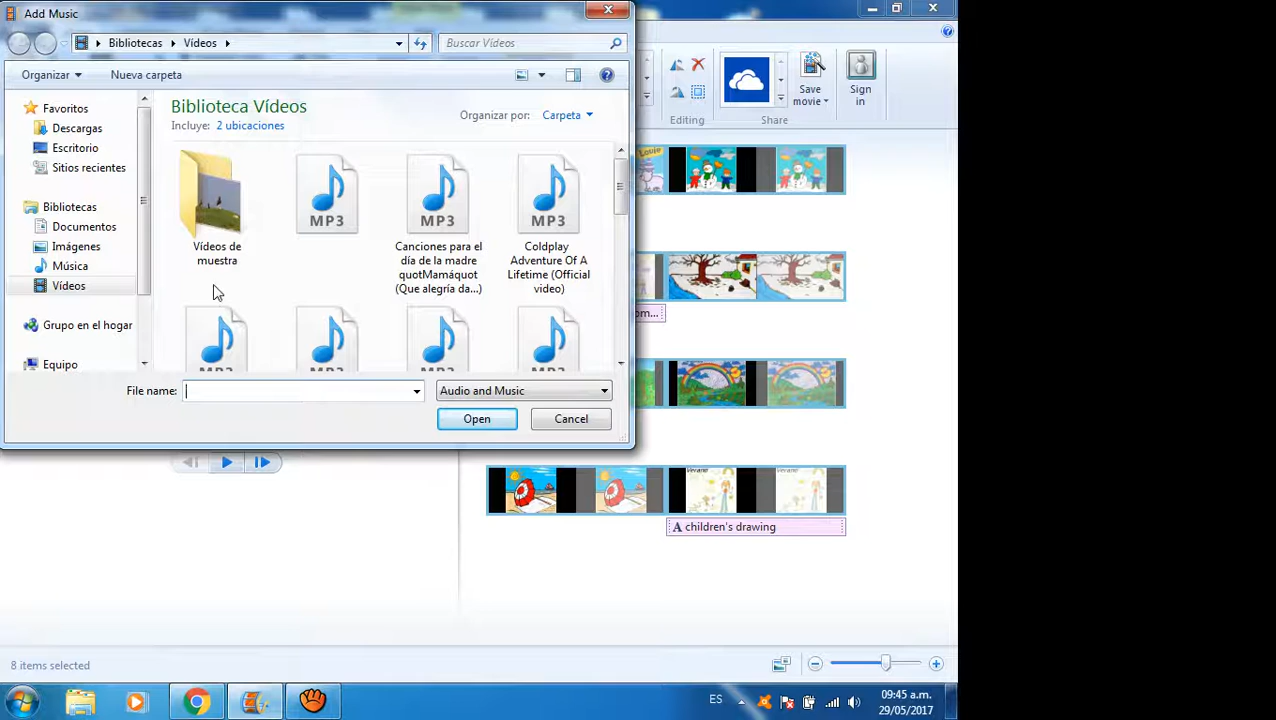 Add Music
Bibliotecas
Vídeos
Buscar Vídeos
Organizar
Nueva carpeta
Favoritos
Descargas
Escritorio
Sitios recientes
Bibliotecas
Documentos
Imágenes
Música
Vídeos
Grupo en el hogar
Equipo
Biblioteca Vídeos
Incluye: 2 ubicaciones
Organizar por: Carpeta
MP3
MP3
MP3
Vídeos de
muestra
Canciones para el
día de la madre
quotMamáquot
(Que alegría da...)
Coldplay
Adventure Of A
Lifetime (Official
video)
File name:
Audio and Music
Open
Cancel
Save
movie
Sign
in
Editing
Share
Louie
om...
Verano
A children's drawing
8 items selected
ES
09:45 a.m.
29/05/2017